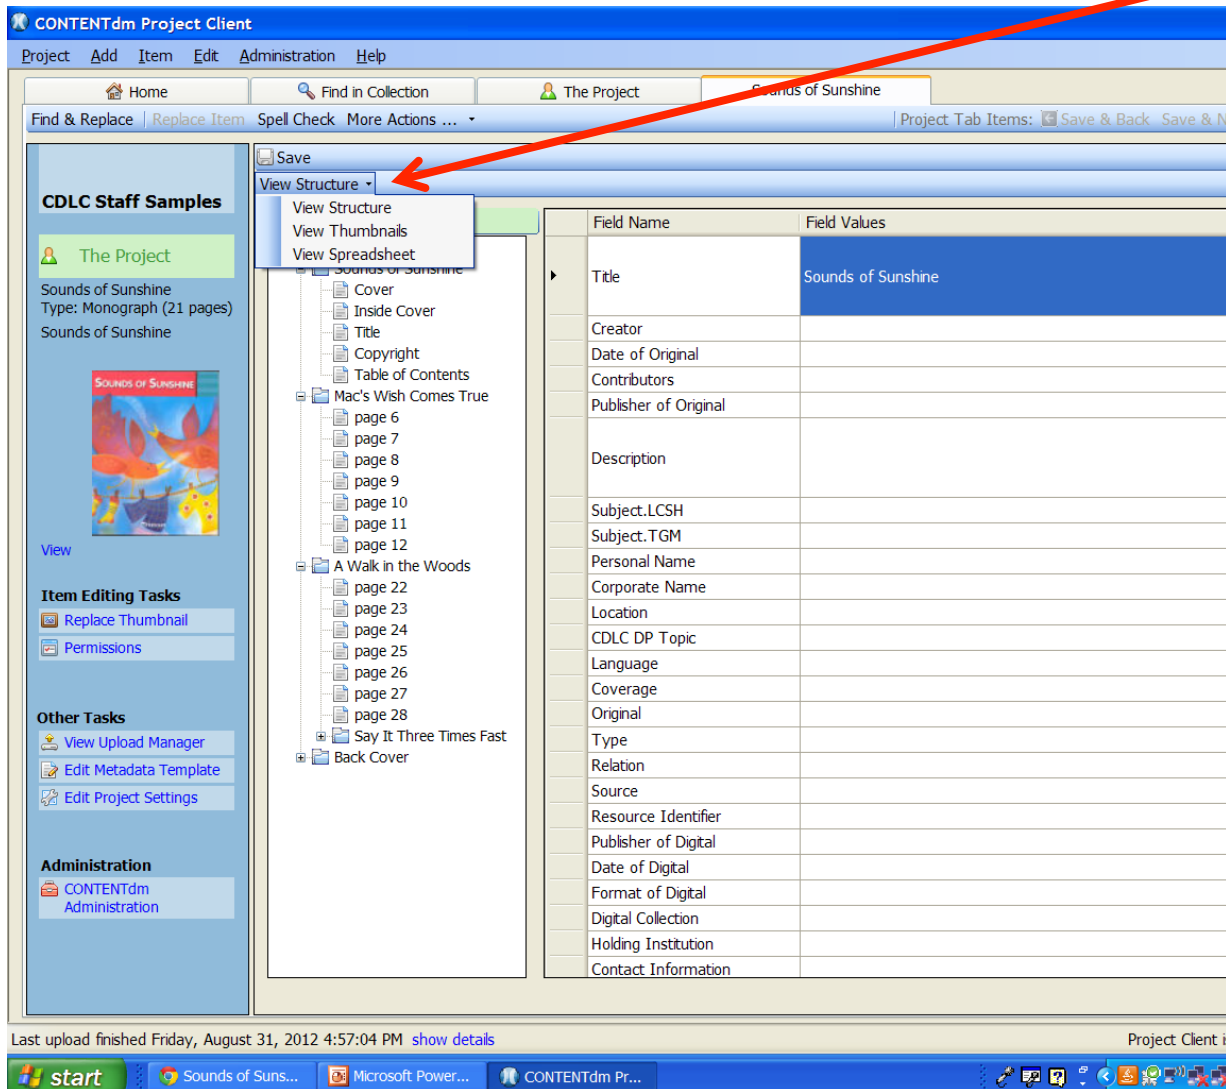 CONTENTdm Project Client
Project Add Item Edit Administration Help
Home Find in Collection The Project Sounds of Sunshine
Find & Replace Replace Item Spell Check More Actions ... Project Tab Items: Save & Back Save & N
CDLC Staff Samples
The Project
Sounds of Sunshine
Type: Monograph (21 pages)
Sounds of Sunshine
SOUNDS OF SUNSHINE
View
Item Editing Tasks
Replace Thumbnail
Permissions
Other Tasks
View Upload Manager
Edit Metadata Template
Edit Project Settings
Administration
CONTENTdm
Administration
Save
View Structure
View Structure
View Thumbnails
View Spreadsheet
Sounds of Sunshine
Cover
Inside Cover
Title
Copyright
Table of Contents
Mac's Wish Comes True
page 6
page 7
page 8
page 9
page 10
page 11
page 12
A Walk in the Woods
page 22
page 23
page 24
page 25
page 26
page 27
page 28
Say It Three Times Fast
Back Cover
Field Name Field Values
Title Sounds of Sunshine
Creator
Date of Original
Contributors
Publisher of Original
Description
Subject.LCSH
Subject.TGM
Personal Name
Corporate Name
Location
CDLC DP Topic
Language
Coverage
Original
Type
Relation
Source
Resource Identifier
Publisher of Digital
Date of Digital
Format of Digital
Digital Collection
Holding Institution
Contact Information
Last upload finished Friday, August 31, 2012 4:57:04 PM show details Project Client i
start Sounds of Suns... Microsoft Power... CONTENTdm Pr...